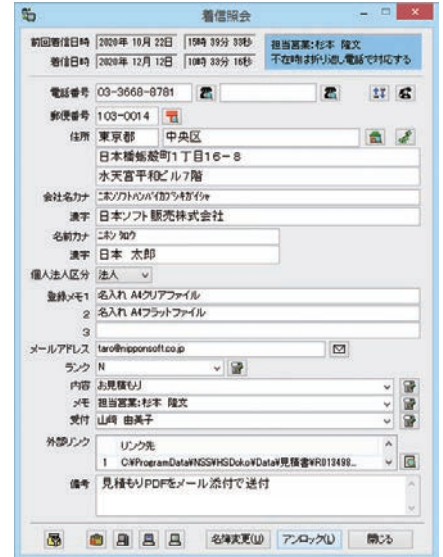 着信照会
前回着信日時 2020年 10月 22日 15時 39分 33秒
担当営業:杉本 隆文
着信日時 2020年 12月 12日 10時 33分 16秒
不在時は折り返し電話で対応する
電話番号 03-3668-8781
郵便番号 103-0014
住所 東京都 中央区
日本橋蛎殻町1丁目16-8
水天宮平和ビル7階
会社名カナ ﾆﾎﾝｿﾌﾄﾊﾝﾊﾞｲｶﾌﾞｼｷｶﾞｲｼｬ
漢字 日本ソフト販売株式会社
名前カナ ﾆﾎﾝ ﾀﾛｳ
漢字 日本 太郎
個人法人区分 法人
登録メモ1 名入れ A4クリアファイル
2 名入れ A4フラットファイル
3
メールアドレス taro@nipponsoft.co.jp
ランク N
内容 お見積もり
メモ 担当営業:杉本 隆文
受付 山崎 由美子
外部リンク リンク先
1 C:¥ProgramData¥NSS¥HSDoko¥Data¥見積書¥R013498...
備考 見積もりPDFをメール添付で送付
名簿変更(U) アンロック(L) 閉じる